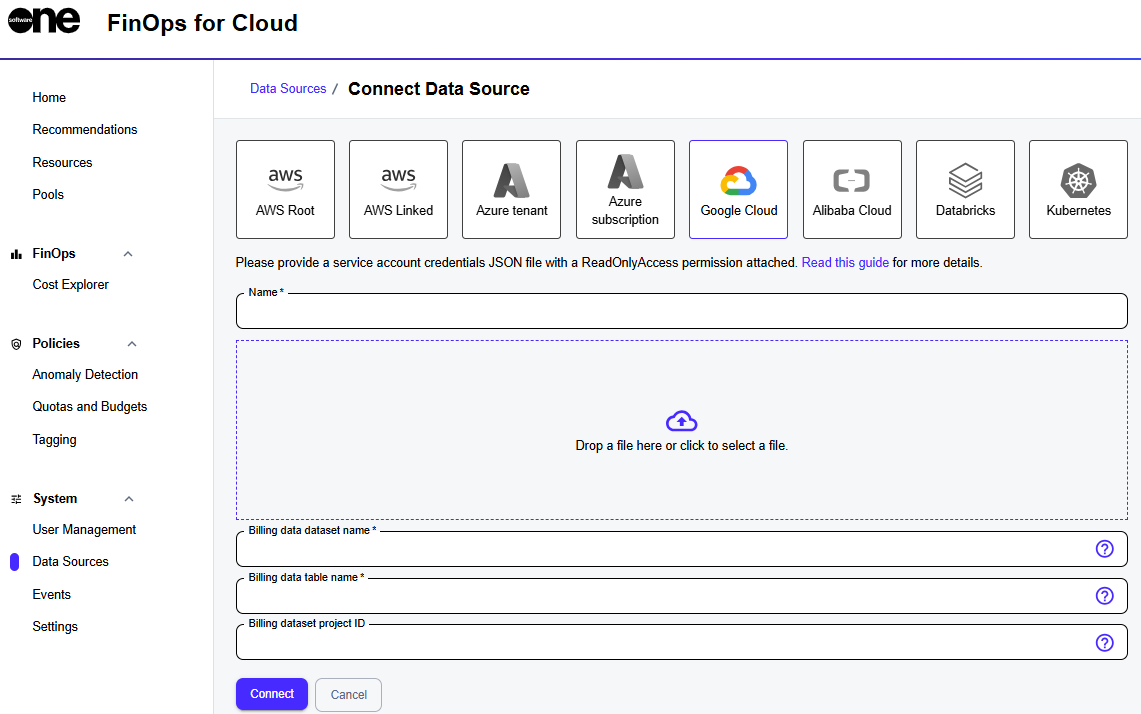 software one
FinOps for Cloud
Home
Recommendations
Resources
Pools
FinOps
Cost Explorer
Policies
Anomaly Detection
Quotas and Budgets
Tagging
System
User Management
Data Sources
Events
Settings
Data Sources / Connect Data Source
aws
AWS Root
aws
AWS Linked
Azure tenant
Azure
subscription
Google Cloud
Alibaba Cloud
Databricks
Kubernetes
Please provide a service account credentials JSON file with a ReadOnlyAccess permission attached. Read this guide for more details.
Name *
Drop a file here or click to select a file.
Billing data dataset name *
?
Billing data table name *
?
Billing dataset project ID
?
Connect
Cancel